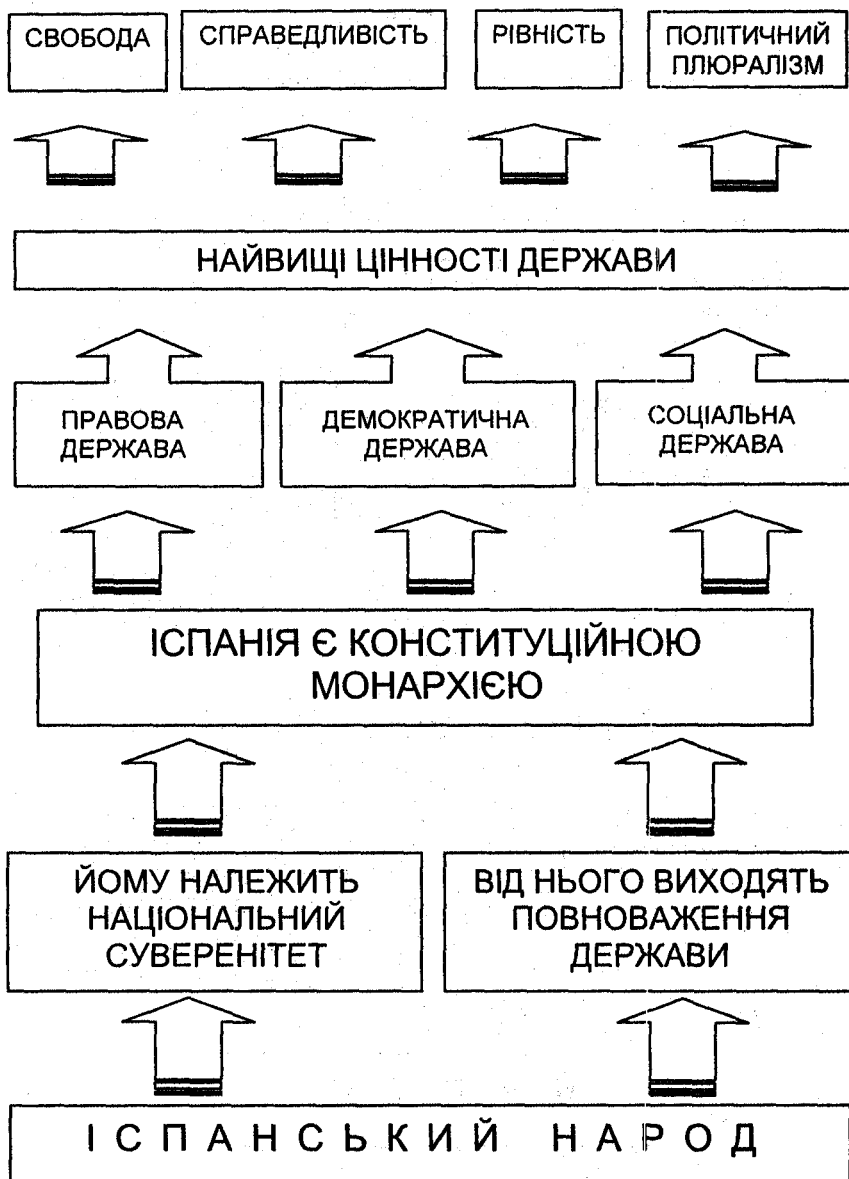 СВОБОДА
СПРАВЕДЛИВІСТЬ
РІВНІСТЬ
ПОЛІТИЧНИЙ
ПЛЮРАЛІЗМ
НАЙВИЩІ ЦІННОСТІ ДЕРЖАВИ
ПРАВОВА
ДЕРЖАВА
ДЕМОКРАТИЧНА
ДЕРЖАВА
СОЦІАЛЬНА
ДЕРЖАВА
ІСПАНІЯ Є КОНСТИТУЦІЙНОЮ
МОНАРХІЄЮ
ЙОМУ НАЛЕЖИТЬ
НАЦІОНАЛЬНИЙ
СУВЕРЕНІТЕТ
ВІД НЬОГО ВИХОДЯТЬ
ПОВНОВАЖЕННЯ
ДЕРЖАВИ
ІСПАНСЬКИЙ НАРОД